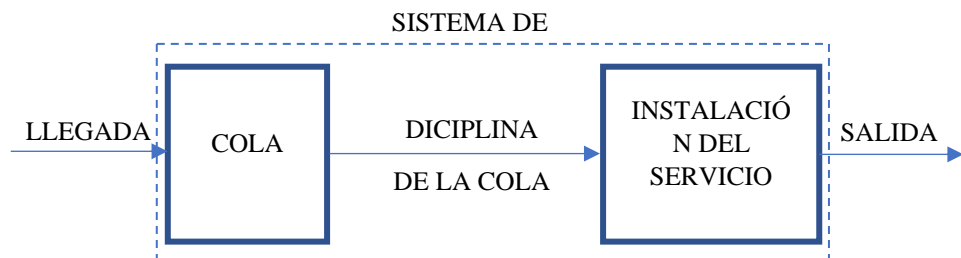 SISTEMA DE
LLEGADA
COLA
DICIPLINA
DE LA COLA
INSTALACIÓ
N DEL
SERVICIO
SALIDA